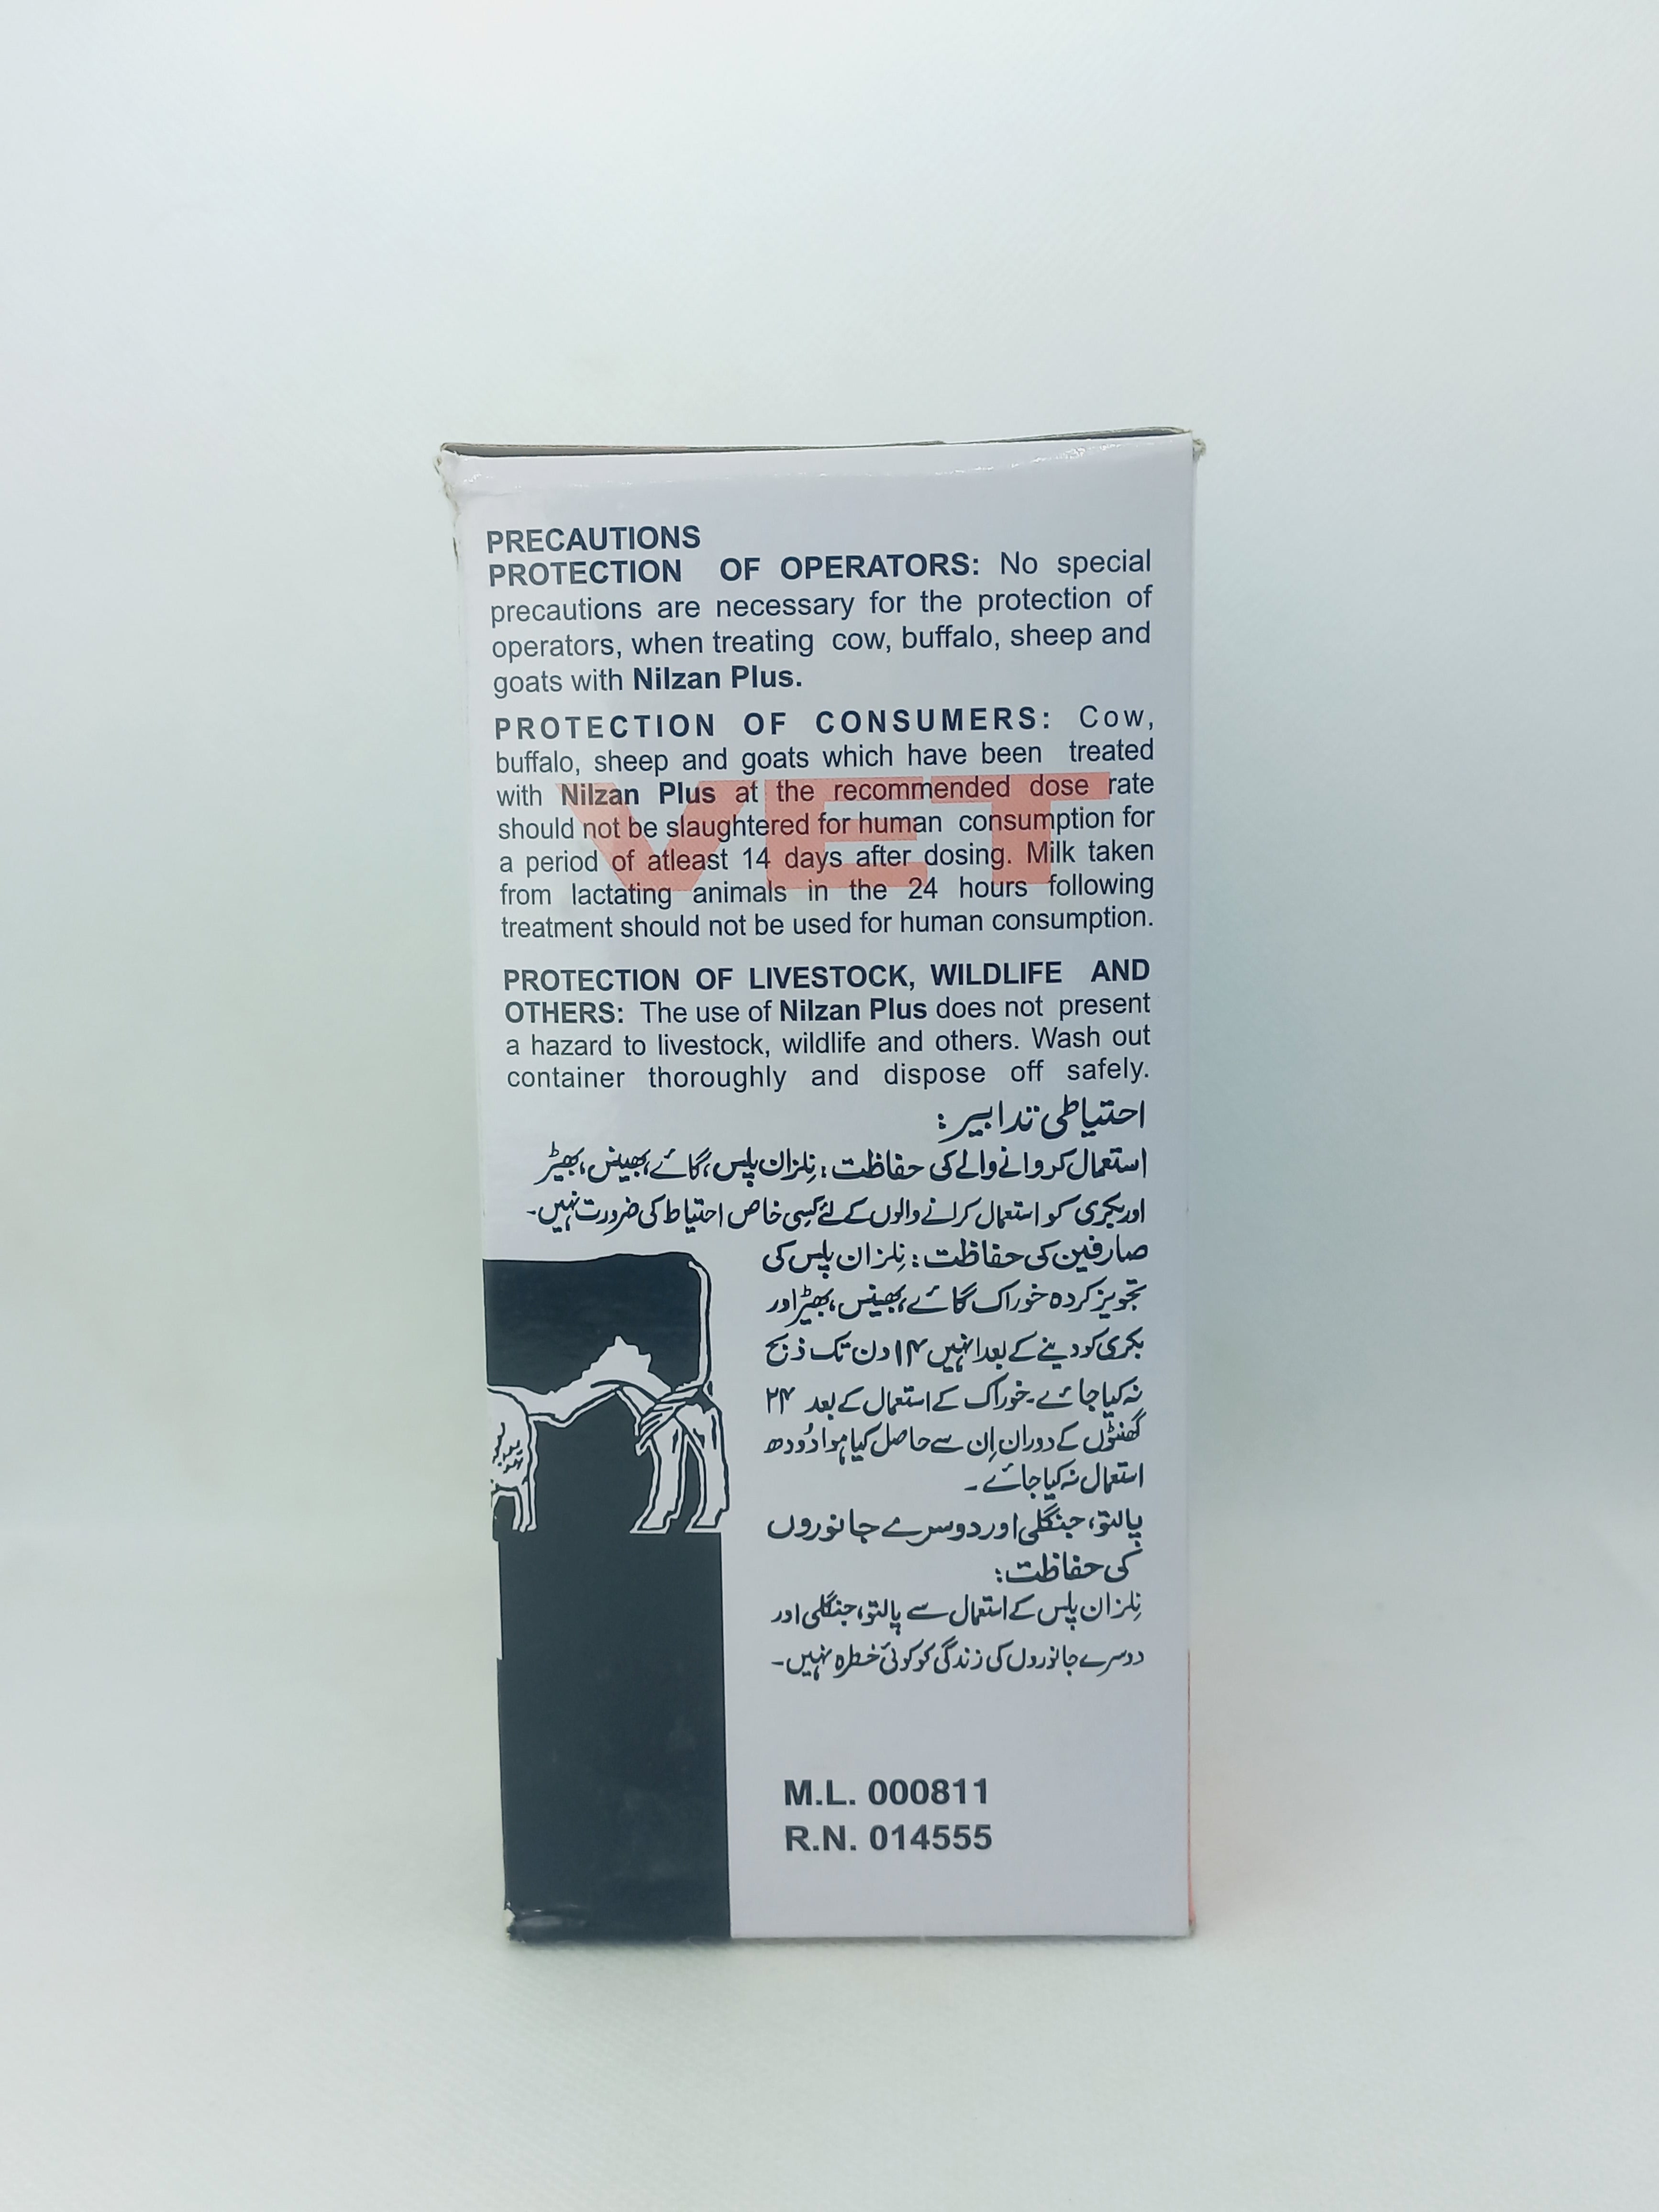 PRECAUTIONS
PROTECTION OF OPERATORS: No special
precautions are necessary for the protection of
operators, when treating cow, buffalo, sheep and
goats with Nilzan Plus.
PROTECTION OF CONSUMERS: Cow,
buffalo, sheep and goats which have been treated
with Nilzan Plus at the recommended dose rate
should not be slaughtered for human consumption for
a period of atleast 14 days after dosing. Milk taken
from lactating animals in the 24 hours following
treatment should not be used for human consumption.
VET
PROTECTION OF LIVESTOCK, WILDLIFE AND
OTHERS: The use of Nilzan Plus does not present
a hazard to livestock, wildlife and others. Wash out
container thoroughly and dispose off safely.
احتیاطی تدابیر:
استعمال کروانے والے کی حفاظت: نِلزان پلس، گائے، بھینس، بھیڑ
اور بکری کو استعمال کرانے والوں کے لئے کسی خاص احتیاط کی ضرورت نہیں۔
صارفین کی حفاظت: نِلزان پلس کی
تجویز کردہ خوراک گائے، بھینس، بھیڑ اور
بکری کو دینے کے بعد انہیں ۱۴ دن تک ذبح
نہ کیا جائے۔ خوراک کے استعمال کے بعد ۲۴
گھنٹوں کے دوران اِن سے حاصل کیا ہوا دُودھ
استعمال نہ کیا جائے۔
پالتو، جنگلی اور دوسرے جانوروں
کی حفاظت:
نِلزان پلس کے استعمال سے پالتو، جنگلی اور
دوسرے جانوروں کی زندگی کو کوئی خطرہ نہیں۔
M.L. 000811
R.N. 014555